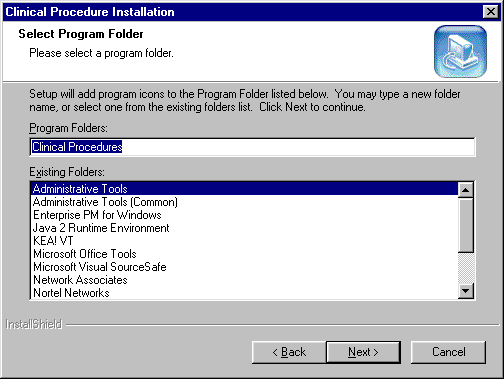 Clinical Procedure Installation
Select Program Folder
Please select a program folder.
Setup will add program icons to the Program Folder listed below. You may type a new folder
name, or select one from the existing folders list. Click Next to continue.
Program Folders:
Clinical Procedures
Existing Folders:
Administrative Tools
Administrative Tools (Common)
Enterprise PM for Windows
Java 2 Runtime Environment
KEA! VT
Microsoft Office Tools
Microsoft Visual SourceSafe
Network Associates
Nortel Networks
InstallShield
< Back
Next >
Cancel